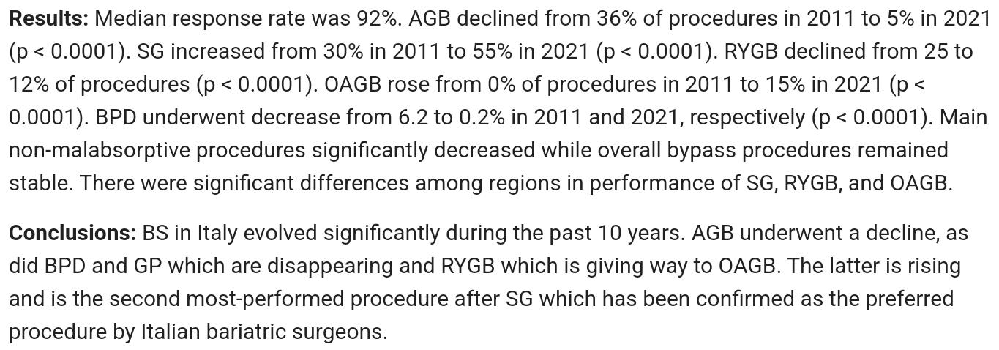 Results: Median response rate was 92%. AGB declined from 36% of procedures in 2011 to 5% in 2021
(p < 0.0001). SG increased from 30% in 2011 to 55% in 2021 (p < 0.0001). RYGB declined from 25 to
12% of procedures (p < 0.0001). OAGB rose from 0% of procedures in 2011 to 15% in 2021 (p <
0.0001). BPD underwent decrease from 6.2 to 0.2% in 2011 and 2021, respectively (p < 0.0001). Main
non-malabsorptive procedures significantly decreased while overall bypass procedures remained
stable. There were significant differences among regions in performance of SG, RYGB, and OAGB.
Conclusions: BS in Italy evolved significantly during the past 10 years. AGB underwent a decline, as
did BPD and GP which are disappearing and RYGB which is giving way to OAGB. The latter is rising
and is the second most-performed procedure after SG which has been confirmed as the preferred
procedure by Italian bariatric surgeons.